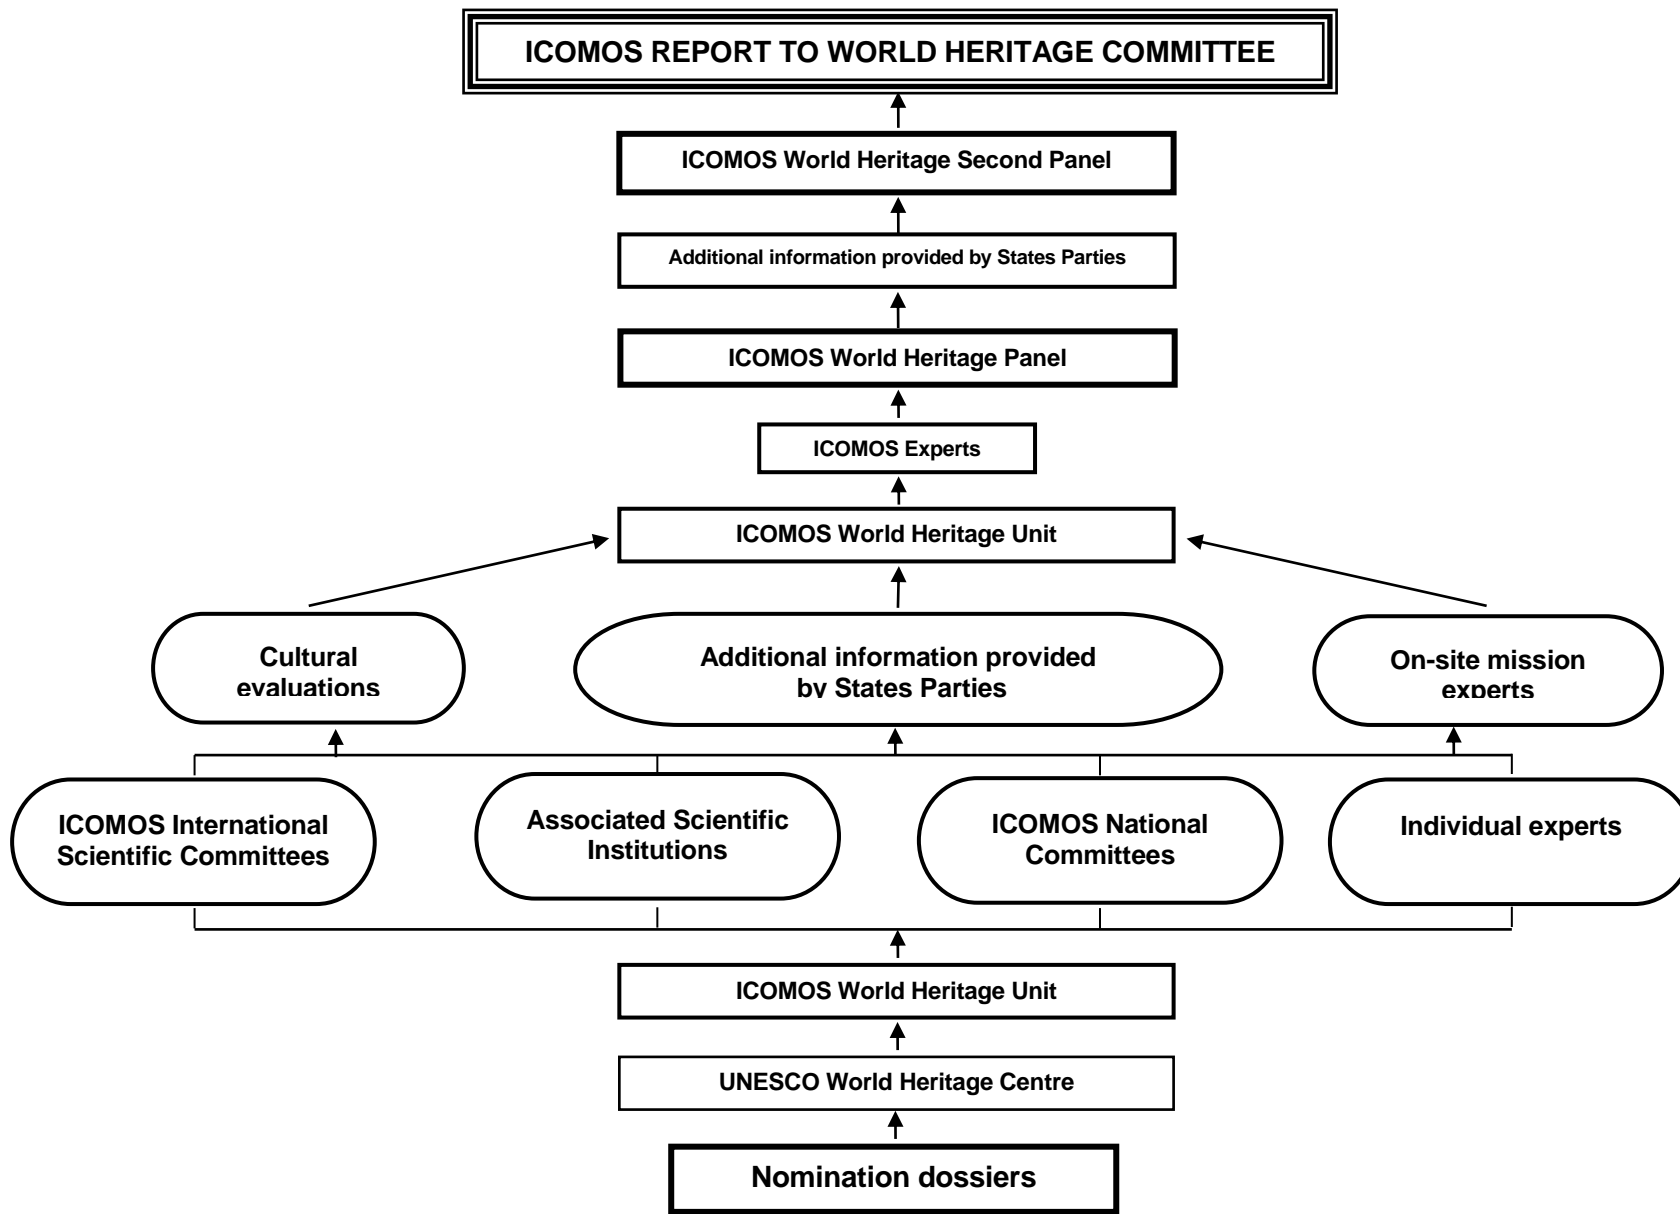 ICOMOS REPORT TO WORLD HERITAGE COMMITTEE
ICOMOS World Heritage Second Panel
Additional information provided by States Parties
ICOMOS World Heritage Panel
ICOMOS Experts
ICOMOS World Heritage Unit
Cultural
evaluations
Additional information provided
by States Parties
On-site mission
experts
ICOMOS International
Scientific Committees
Associated Scientific
Institutions
ICOMOS National
Committees
Individual experts
ICOMOS World Heritage Unit
UNESCO World Heritage Centre
Nomination dossiers